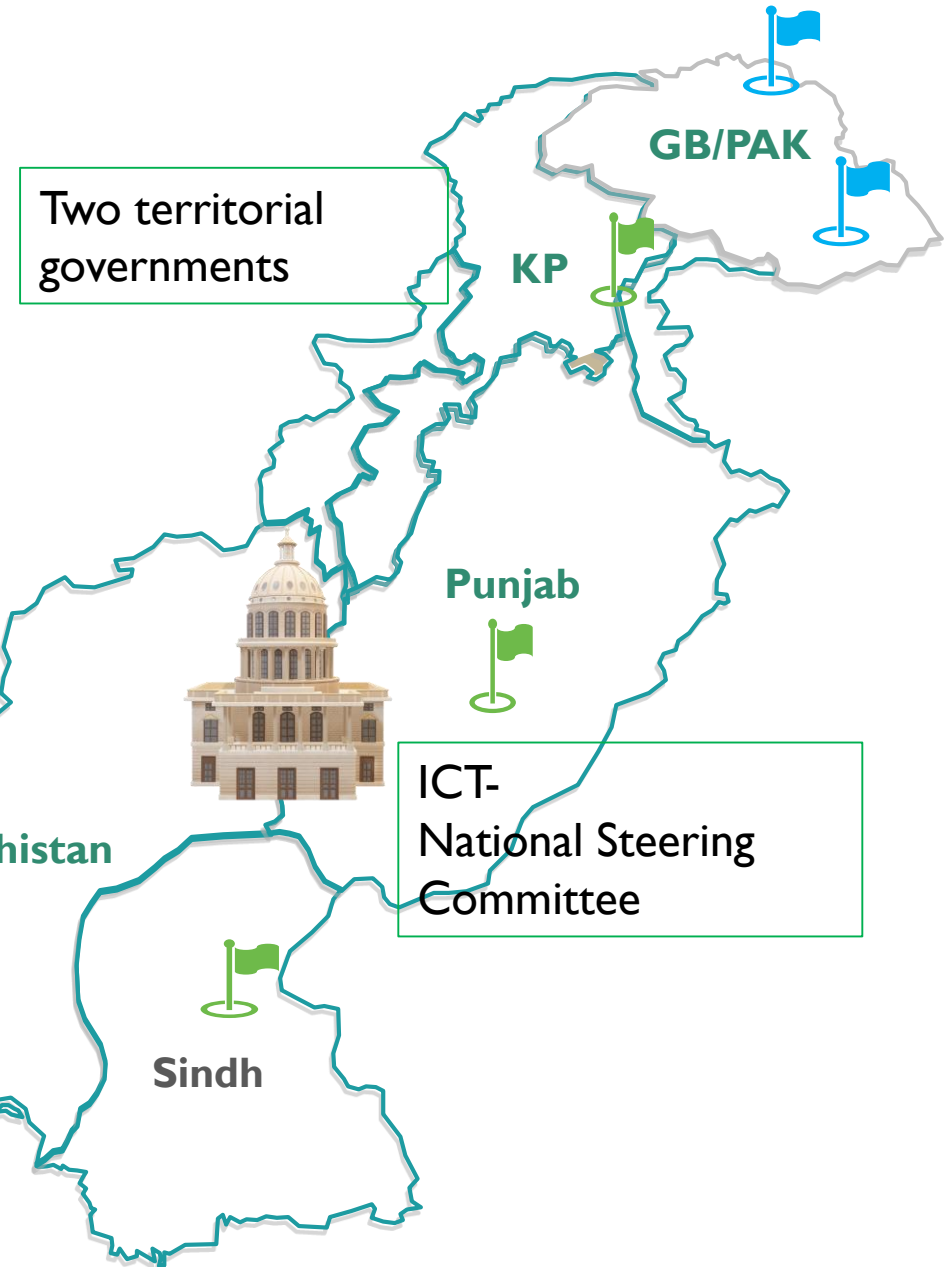 GB/PAK
Two territorial
governments
KP
Punjab
ICT-
National Steering
Committee
histan
Sindh